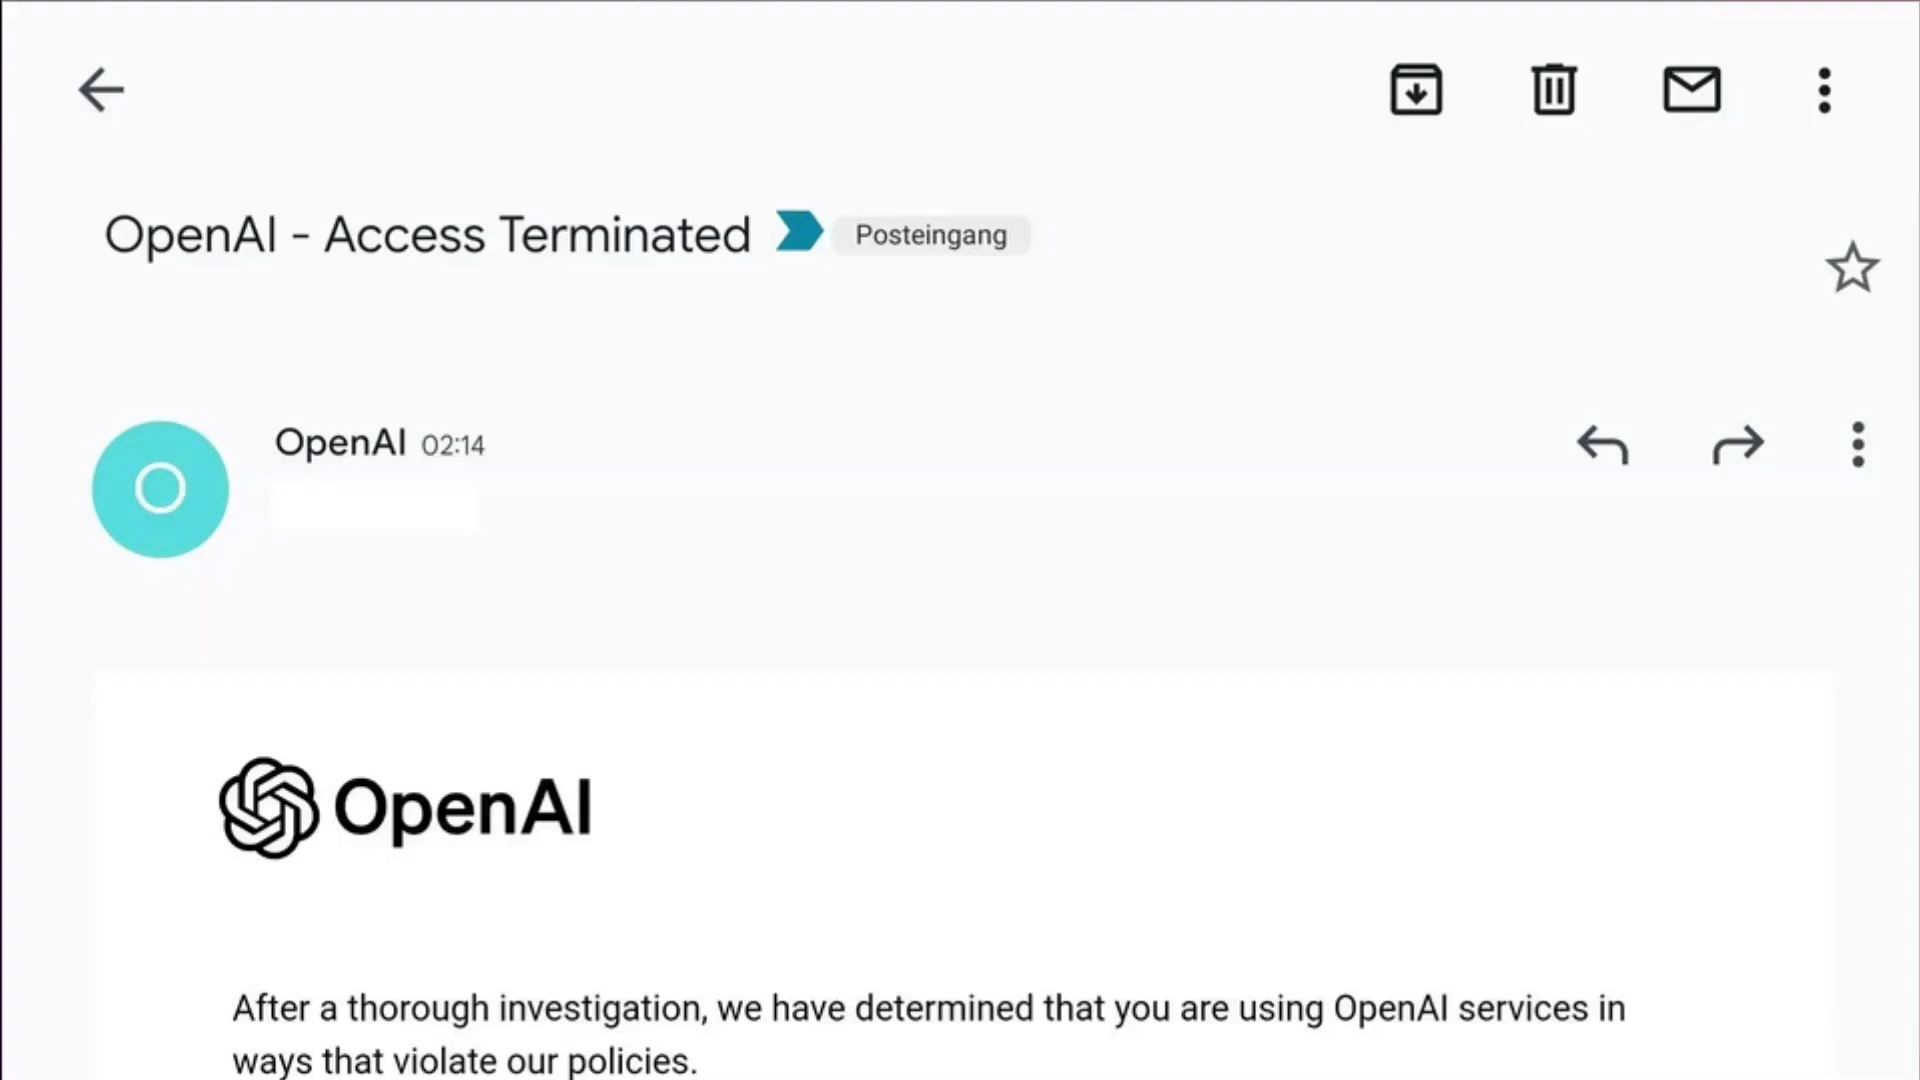 OpenAI - Access Terminated Posteingang
O
OpenAI 02:14
OpenAI
After a thorough investigation, we have determined that you are using OpenAI services in
ways that violate our policies.